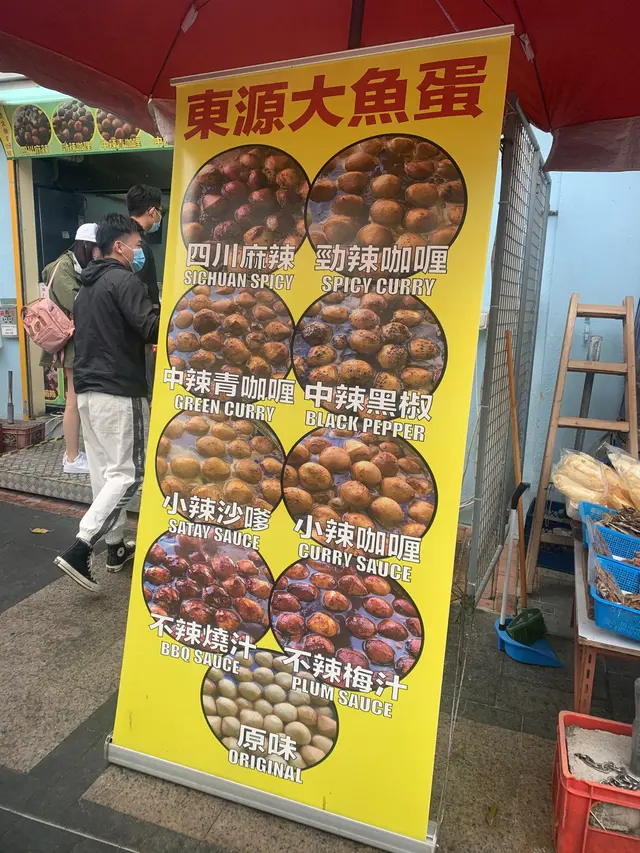 東源大魚蛋
四川麻辣
SICHUAN SPICY
勁辣咖喱
SPICY CURRY
中辣青咖喱
GREEN CURRY
中辣黑椒
BLACK PEPPER
小辣沙嗲
SATAY SAUCE
小辣咖喱
CURRY SAUCE
不辣燒汁
BBQ SAUCE
不辣梅汁
PLUM SAUCE
原味
ORIGINAL